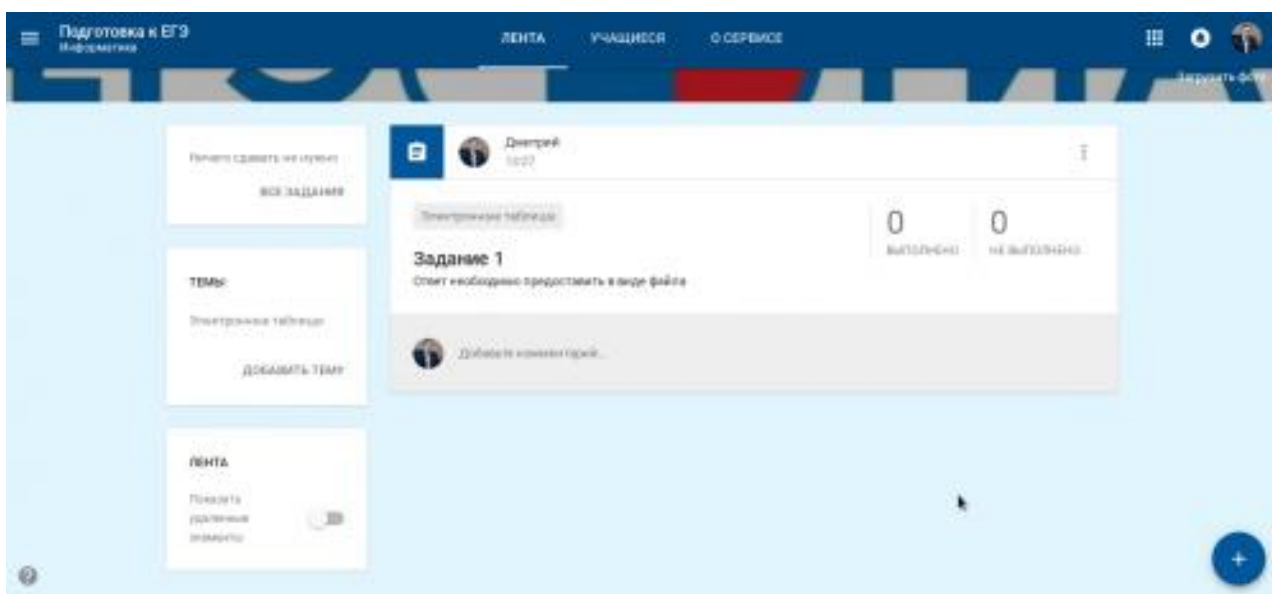 Подготовка к ЕГЭ
Информатика
ЛЕНТА УЧАЩИЕСЯ О СЕРВИСЕ
Загрузить фото
Ничего сдавать не нужно
ВСЕ ЗАДАНИЯ
ТЕМЫ
Электронные таблицы
ДОБАВИТЬ ТЕМУ
ЛЕНТА
Показать
удаленные
элементы
Дмитрий
Электронные таблицы
Задание 1
Ответ необходимо предоставить в виде файла
0
ВЫПОЛНЕНО
0
НЕ ВЫПОЛНЕНО
Добавьте комментарий...